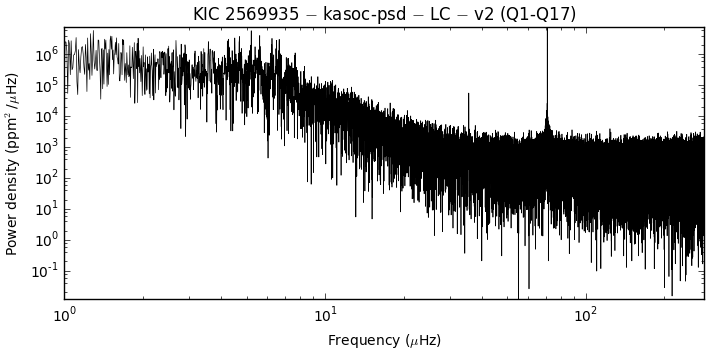 KIC 2569935 − kasoc-psd − LC − v2 (Q1-Q17)
Power density (ppm² /μHz)
10⁶
10⁵
10⁴
10³
10²
10¹
10⁰
10⁻¹
10⁰ 10¹ 10²
Frequency (μHz)